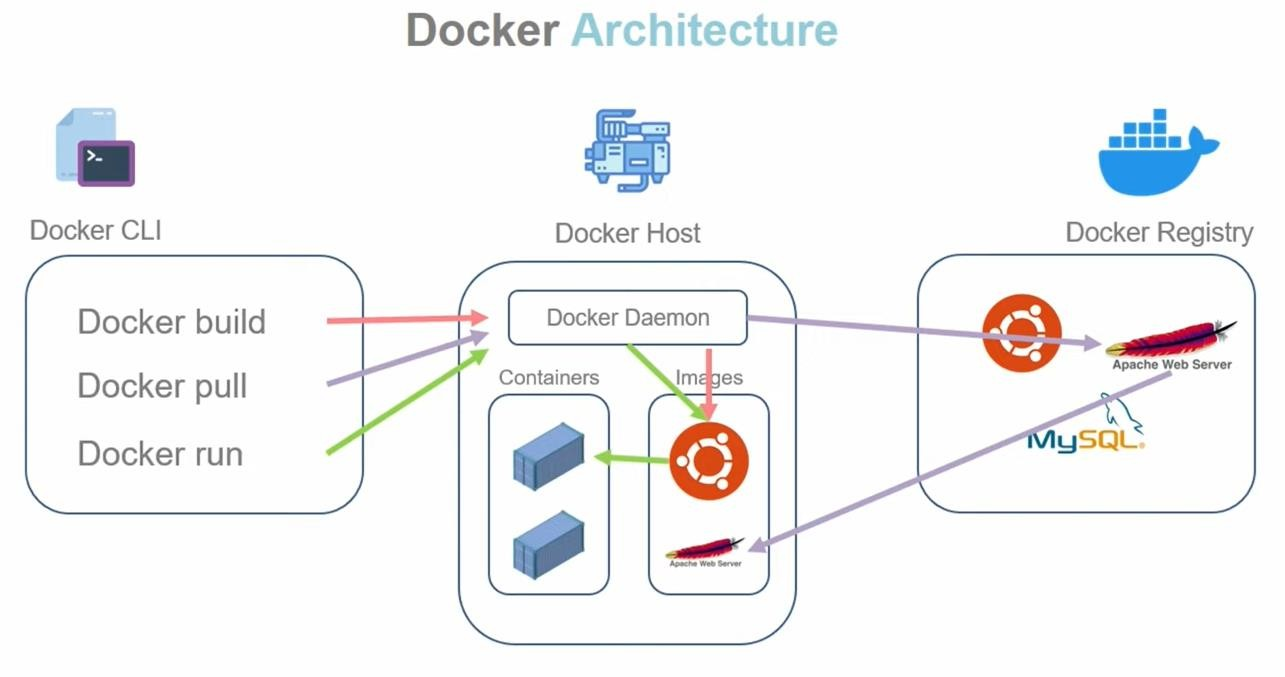 Docker Architecture
>_
Docker CLI
Docker Host
Docker Registry
Docker build
Docker pull
Docker run
Docker Daemon
Containers
Images
Apache Web Server
Apache Web Server
MySQL®